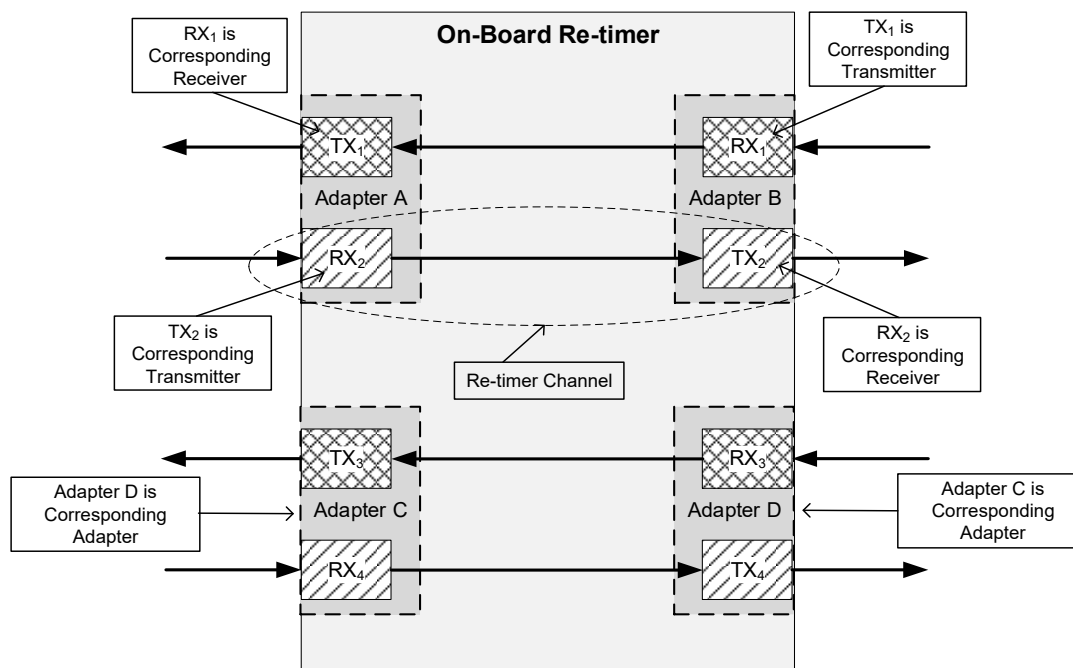 On-Board Re-timer
RX₁ is
Corresponding
Receiver
TX₁ is
Corresponding
Transmitter
TX₁
RX₁
Adapter A
Adapter B
RX₂
TX₂
TX₂ is
Corresponding
Transmitter
Re-timer Channel
RX₂ is
Corresponding
Receiver
TX₃
RX₃
Adapter D is
Corresponding
Adapter
Adapter C
Adapter D
Adapter C is
Corresponding
Adapter
RX₄
TX₄